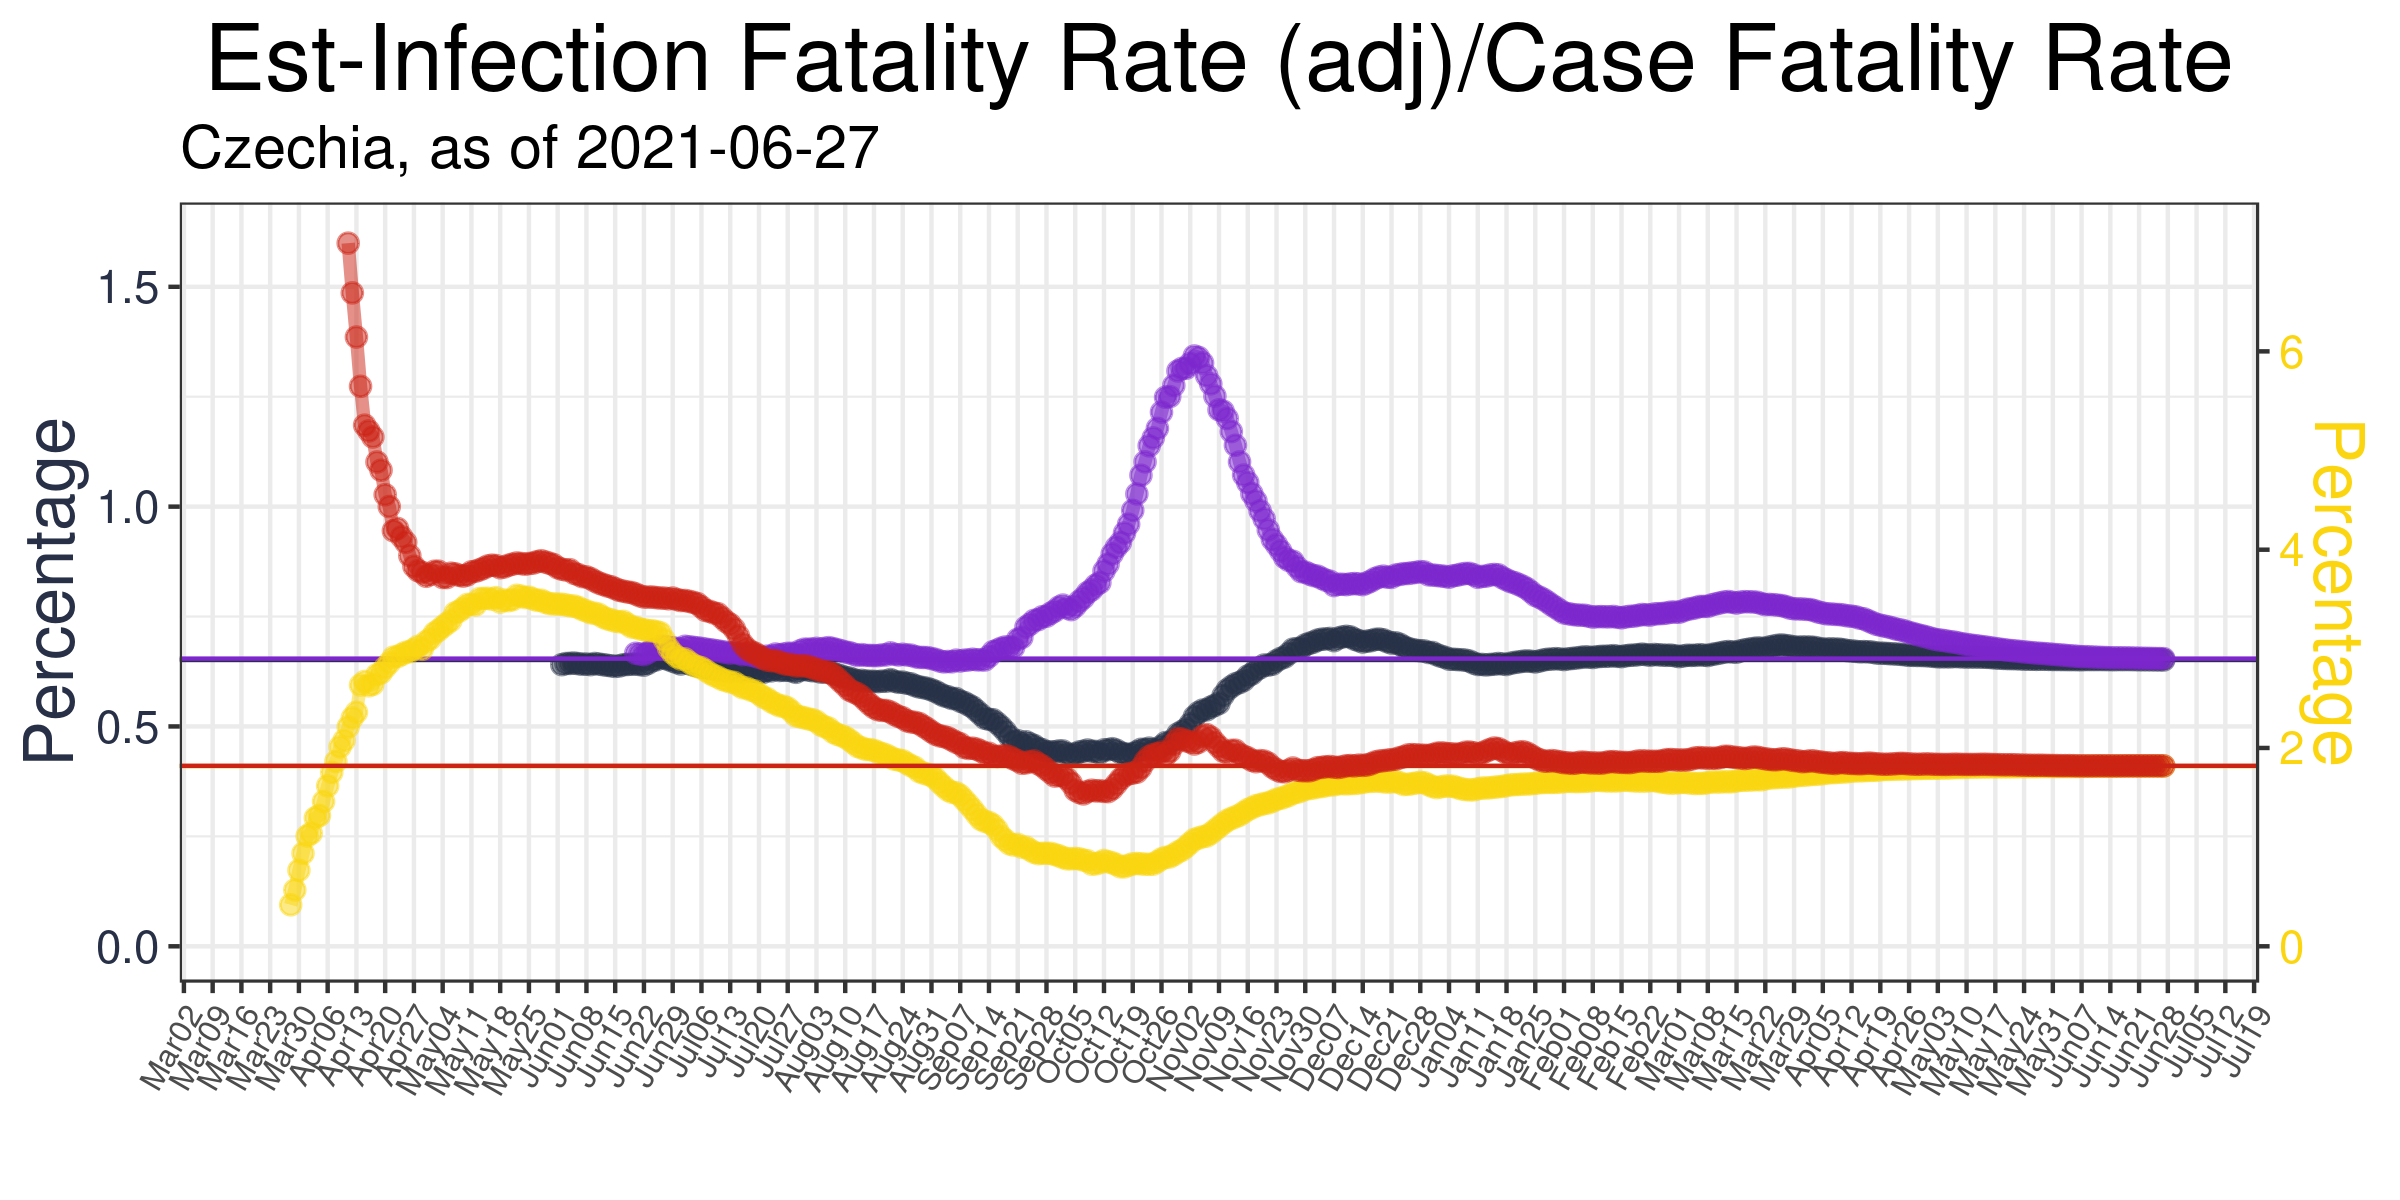 Est-Infection Fatality Rate (adj)/Case Fatality Rate
Czechia, as of 2021-06-27
Percentage
1.5
1.0
0.5
0.0
6
4
2
0
Percentage
Mar02
Mar09
Mar16
Mar23
Mar30
Apr06
Apr13
Apr20
Apr27
May04
May11
May18
May25
Jun01
Jun08
Jun15
Jun22
Jun29
Jul06
Jul13
Jul20
Jul27
Aug03
Aug10
Aug17
Aug24
Aug31
Sep07
Sep14
Sep21
Sep28
Oct05
Oct12
Oct19
Oct26
Nov02
Nov09
Nov16
Nov23
Nov30
Dec07
Dec14
Dec21
Dec28
Jan04
Jan11
Jan18
Jan25
Feb01
Feb08
Feb15
Feb22
Mar01
Mar08
Mar15
Mar22
Mar29
Apr05
Apr12
Apr19
Apr26
May03
May10
May17
May24
May31
Jun07
Jun14
Jun21
Jun28
Jul05
Jul12
Jul19